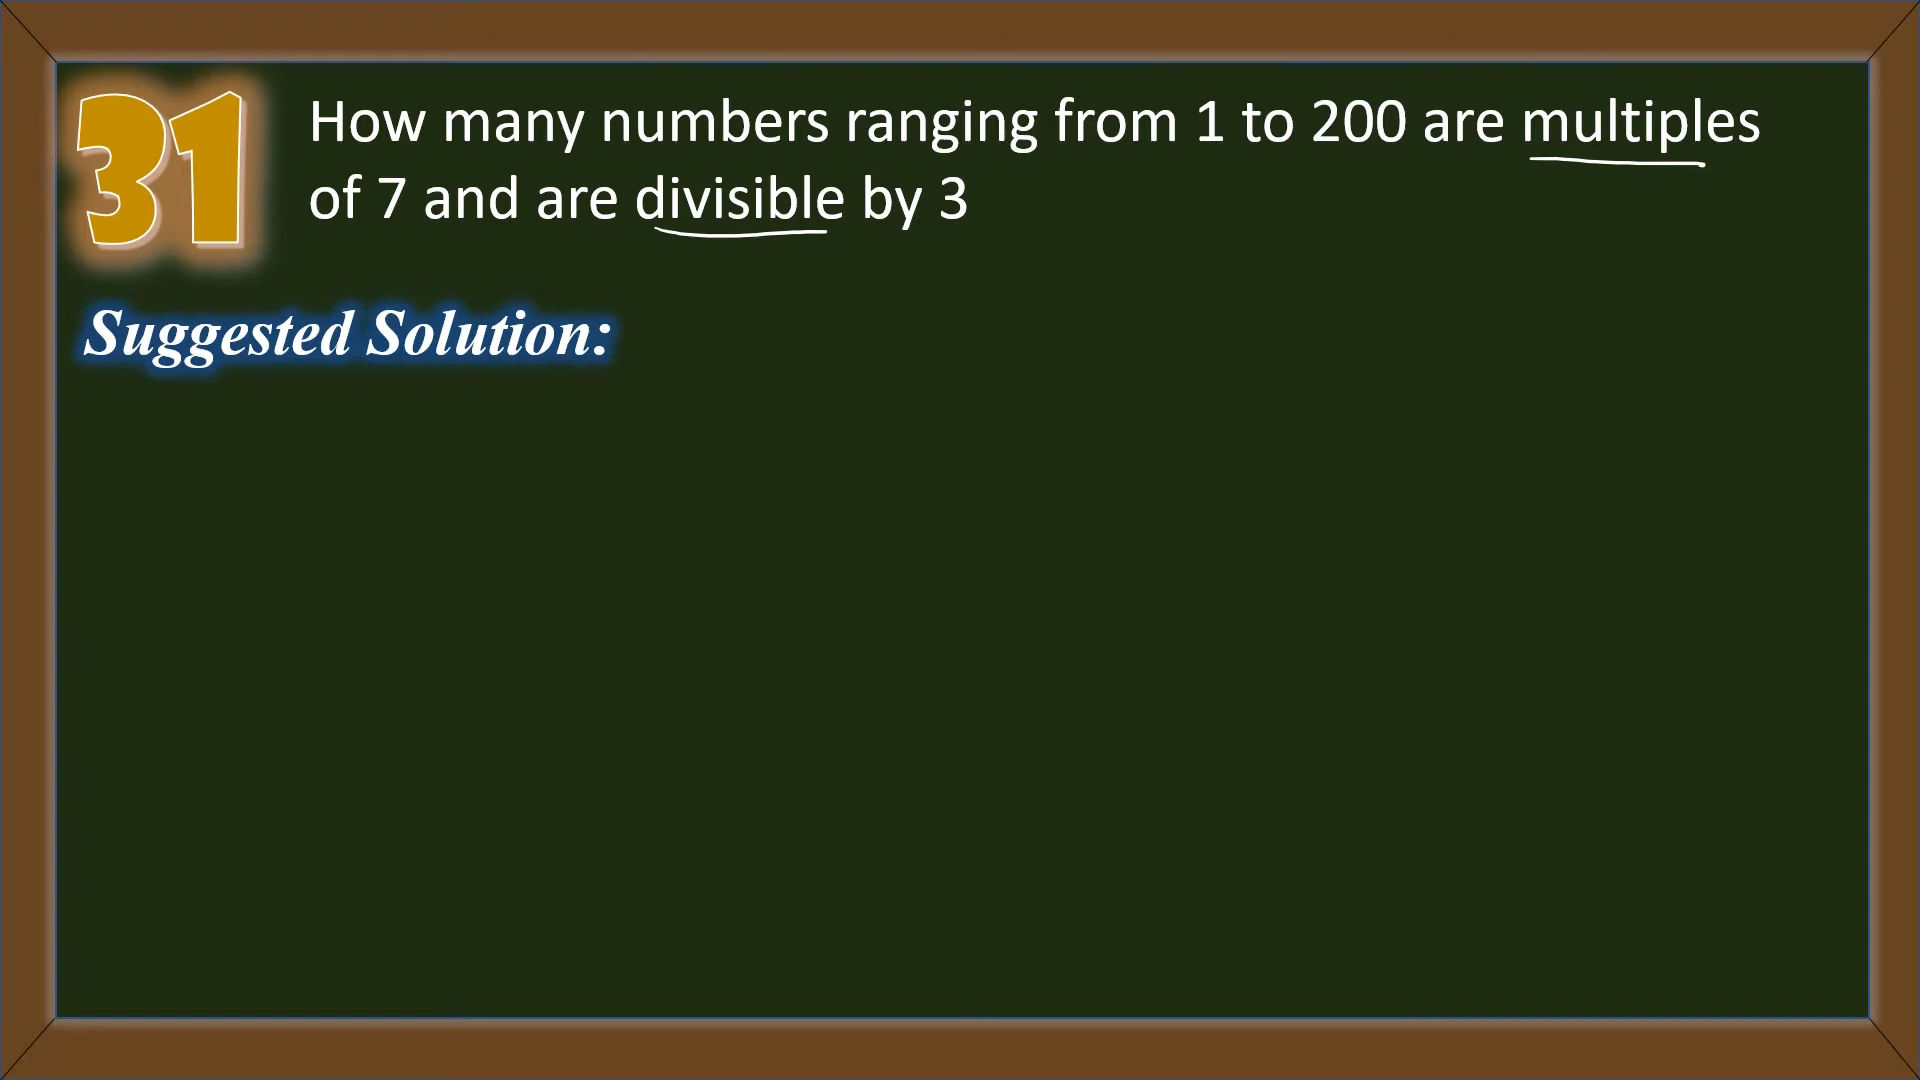 31
How many numbers ranging from 1 to 200 are multiples
of 7 and are divisible by 3
Suggested Solution: